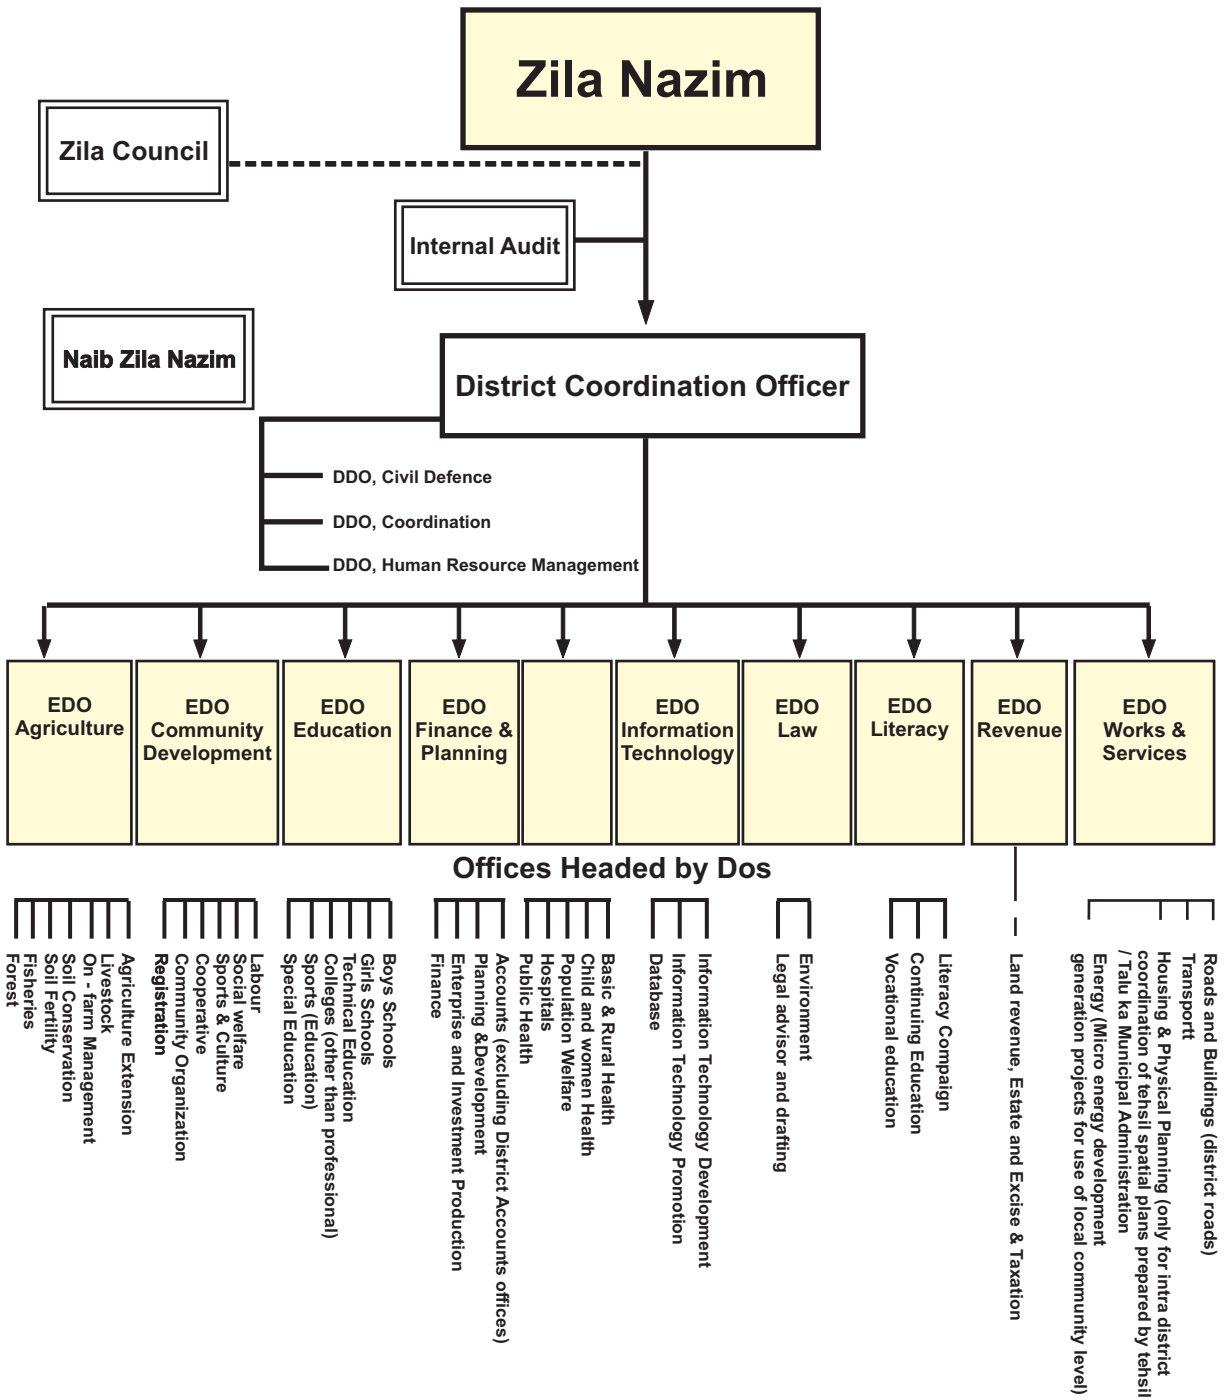 Zila Nazim
Zila Council
Internal Audit
Naib Zila Nazim
District Coordination Officer
DDO, Civil Defence
DDO, Coordination
DDO, Human Resource Management
EDO
Agriculture
EDO
Community
Development
EDO
Education
EDO
Finance &
Planning
EDO
Information
Technology
EDO
Law
EDO
Literacy
EDO
Revenue
EDO
Works &
Services
Offices Headed by Dos
Forest
Fisheries
Soil Fertility
Soil Conservation
On - farm Management
Livestock
Agriculture Extension
Registration
Community Organization
Cooperative
Sports & Culture
Social welfare
Labour
Special Education
Sports (Education)
Colleges (other than professional)
Technical Education
Girls Schools
Boys Schools
Finance
Enterprise and Investment Production
Planning &Development
Accounts (excluding District Accounts offices)
Public Health
Hospitals
Population Welfare
Child and women Health
Basic & Rural Health
Database
Information Technology Promotion
Information Technology Development
Legal advisor and drafting
Environment
Vocational education
Continuing Education
Literacy Compaign
Land revenue, Estate and Excise & Taxation
Energy (Micro energy development
generation projects for use of local community level)
Housing & Physical Planning (only for intra district
coordination of tehsil spatial plans prepared by tehsil
/ Talu ka Municipal Administration
Transportt
Roads and Buildings (district roads)